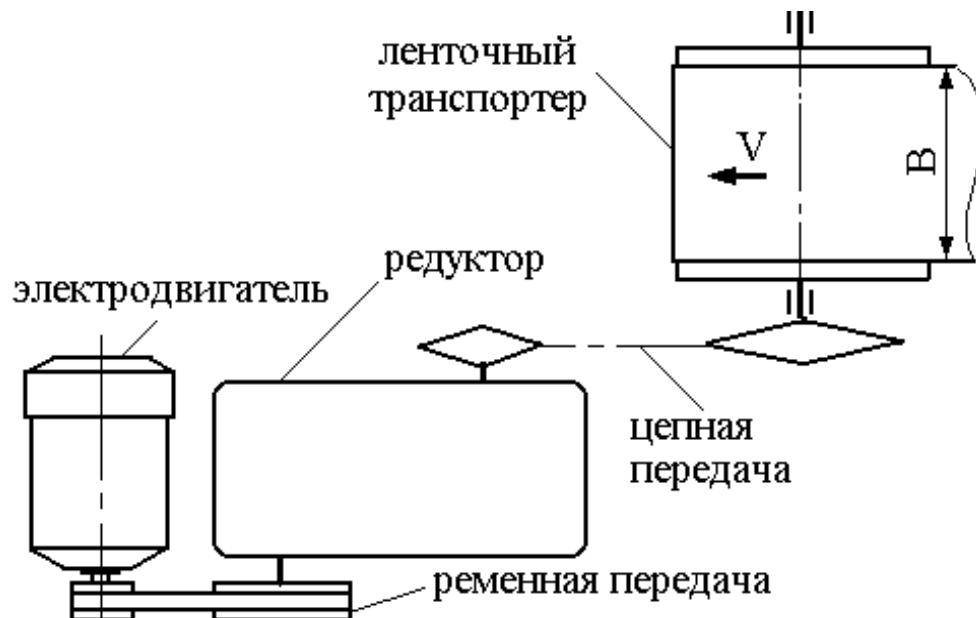 ленточный
транспортер
V
B
редуктор
электродвигатель
цепная
передача
ременная передача